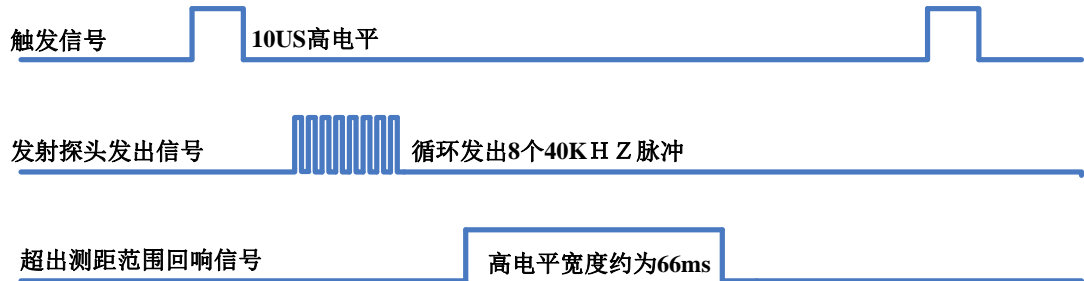 触发信号 10US高电平
发射探头发出信号 循环发出8个40KＨＺ脉冲
超出测距范围回响信号 高电平宽度约为66ms